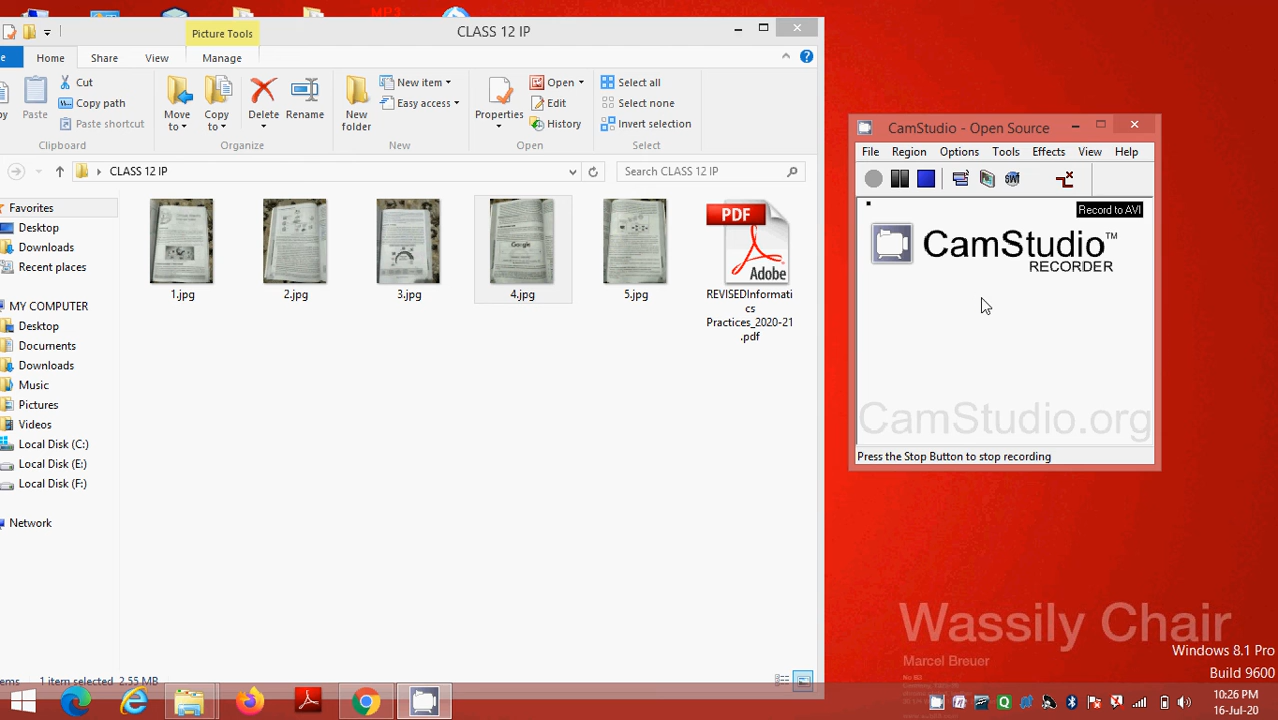 MP3
Picture Tools
CLASS 12 IP
Home
Share
View
Manage
Paste
Cut
Copy path
Paste shortcut
Clipboard
Move to
Copy to
Delete
Rename
Organize
New folder
New item
Easy access
New
Properties
Open
Edit
History
Open
Select all
Select none
Invert selection
Select
CLASS 12 IP
Search CLASS 12 IP
Favorites
Desktop
Downloads
Recent places
MY COMPUTER
Desktop
Documents
Downloads
Music
Pictures
Videos
Local Disk (C:)
Local Disk (E:)
Local Disk (F:)
Network
Google
PDF
Adobe
1.jpg
2.jpg
3.jpg
4.jpg
5.jpg
REVISEDInformati
cs
Practices_2020-21
.pdf
1 item selected 2.55 MB
CamStudio - Open Source
File
Region
Options
Tools
Effects
View
Help
Record to AVI
CamStudio™
RECORDER
CamStudio.org
Press the Stop Button to stop recording
Wassily Chair
Marcel Breuer
Windows 8.1 Pro
Build 9600
10:26 PM
16-Jul-20